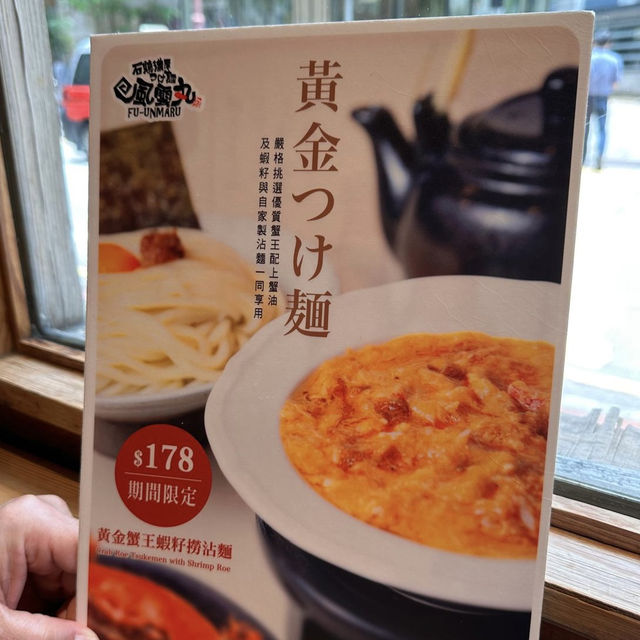 石燒濃厚
つけ麺
風雲丸
FU-UNMARU
黃金つけ麺
嚴格挑選優質蟹王配上蟹油
及蝦籽與自家製沾麵一同享用
$178
期間限定
黃金蟹王蝦籽撈沾麵
Crab Roe Tsukemen with Shrimp Roe